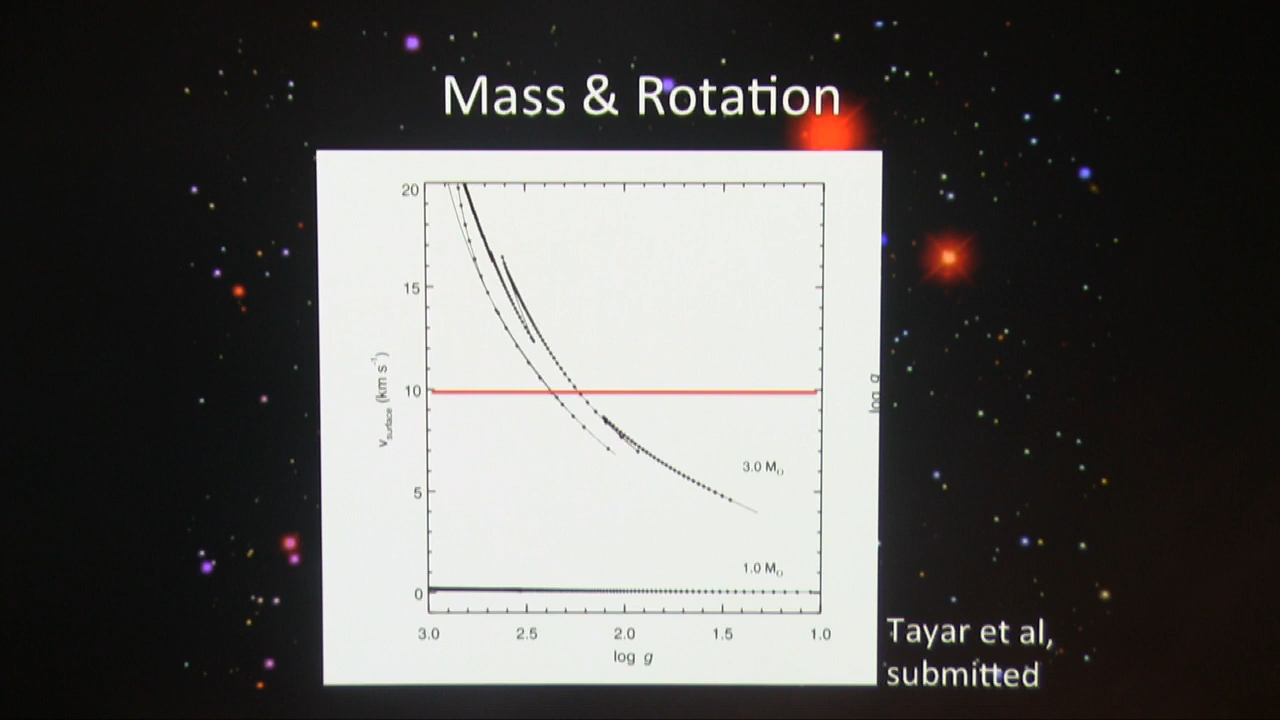 Mass & Rotation
20
15
10
5
0
v_surface (km s⁻¹)
3.0 M⊙
1.0 M⊙
3.0 2.5 2.0 1.5 1.0
log g
log g
Tayar et al,
submitted